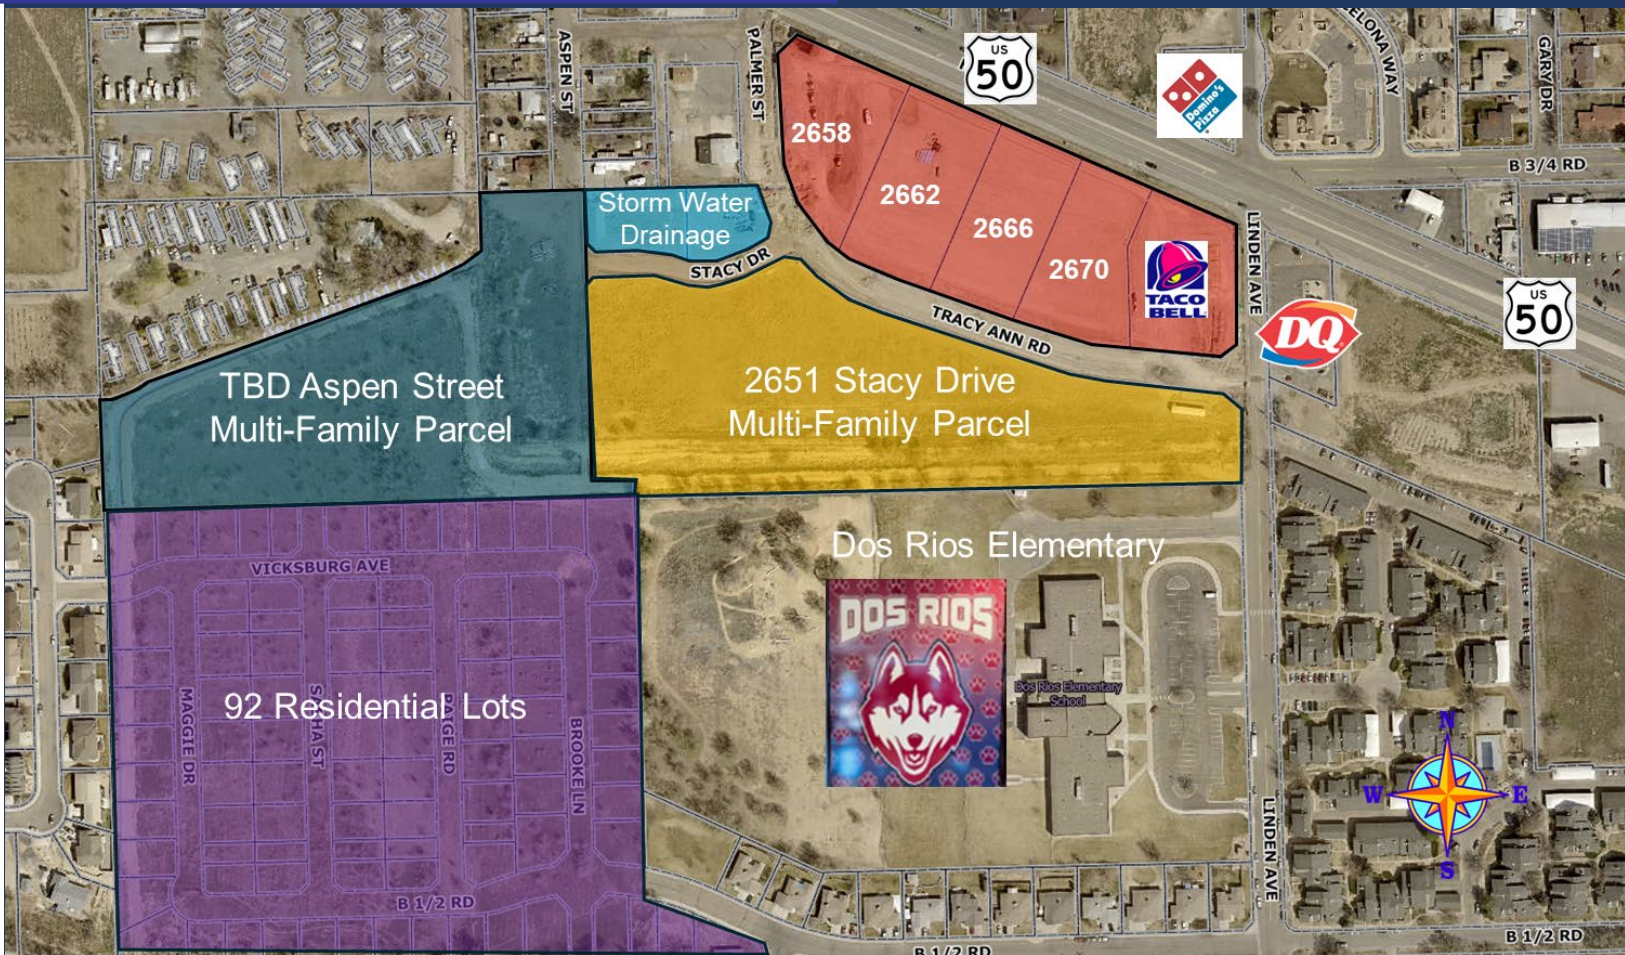 ASPEN ST
PALMER ST
US
50
Domino's
Pizza
GARY DR
B 3/4 RD
2658
2662
2666
2670
Storm Water
Drainage
STACY DR
TRACY ANN RD
TACO
BELL
LINDEN AVE
DQ
US
50
TBD Aspen Street
Multi-Family Parcel
2651 Stacy Drive
Multi-Family Parcel
Dos Rios Elementary
DOS RIOS
Dos Rios Elementary
School
VICKSBURG AVE
92 Residential Lots
MAGGIE DR
PAIGE RD
BROOKE LN
B 1/2 RD
N
W
E
S
LINDEN AVE
B 1/2 RD
B 1/2 RD